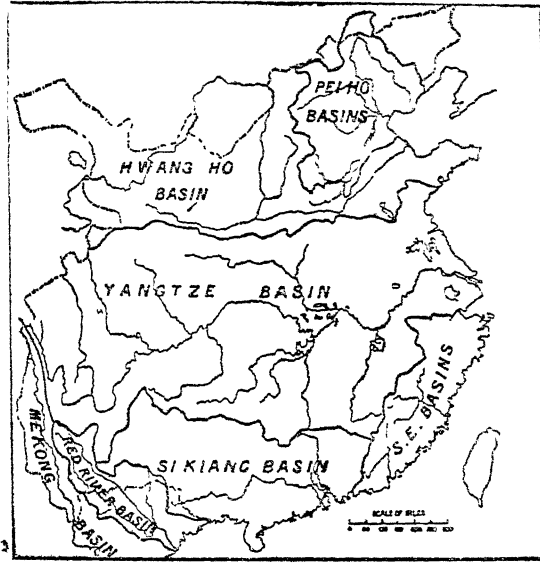 PEI HO
BASINS
HWANG HO
BASIN
YANGTZE BASIN
S.E. BASINS
MEKONG
BASIN
RED RIVER BASIN
SI KIANG BASIN
SCALE OF MILES